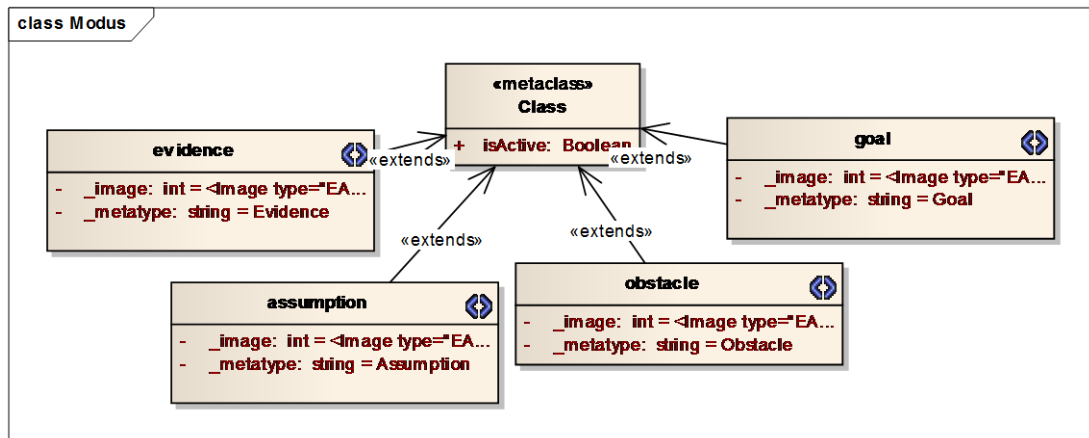 class Modus
«metaclass»
Class
+ isActive: Boolean
evidence
- _image: int = <Image type="EA...
- _metatype: string = Evidence
«extends»
«extends»
goal
- _image: int = <Image type="EA...
- _metatype: string = Goal
«extends»
«extends»
assumption
- _image: int = <Image type="EA...
- _metatype: string = Assumption
obstacle
- _image: int = <Image type="EA...
- _metatype: string = Obstacle